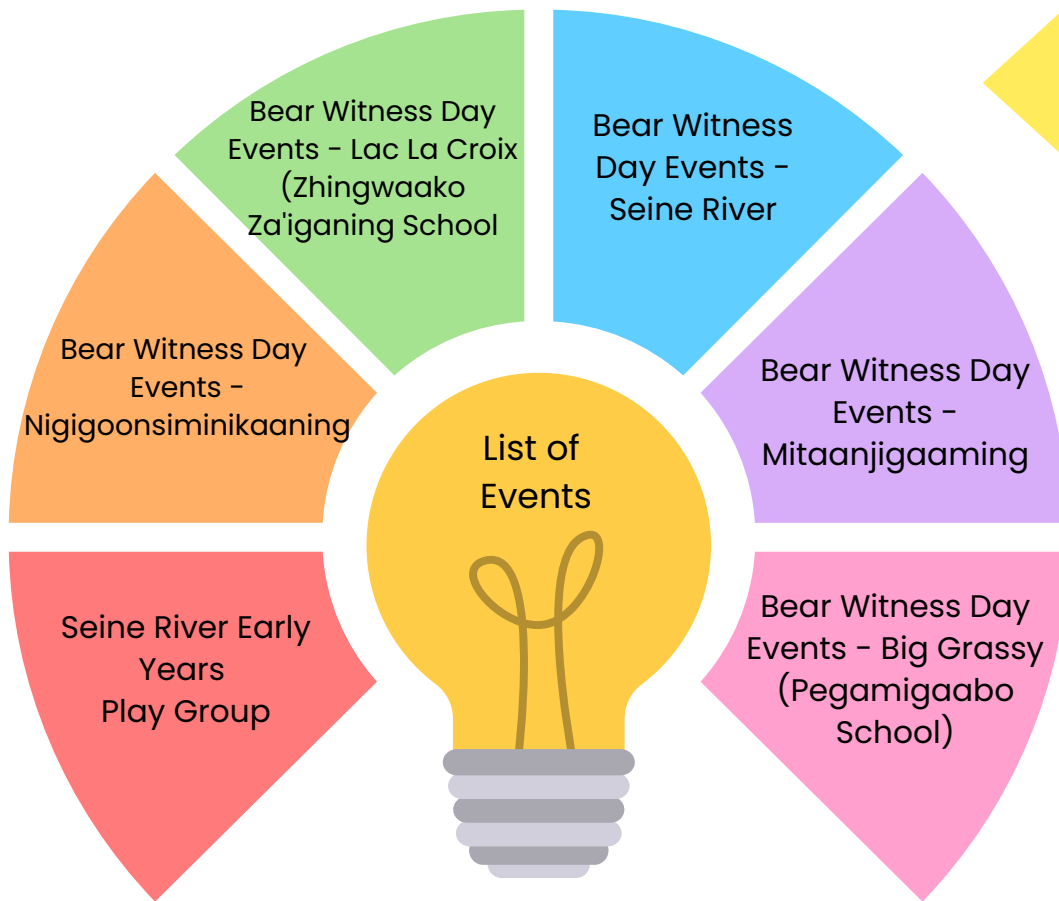 Bear Witness Day
Events - Lac La Croix
(Zhingwaako
Za'iganing School
Bear Witness
Day Events -
Seine River
Bear Witness Day
Events -
Nigigoonsiminikaaning
Bear Witness Day
Events -
Mitaanjigaaming
List of
Events
Seine River Early
Years
Play Group
Bear Witness Day
Events - Big Grassy
(Pegamigaabo
School)